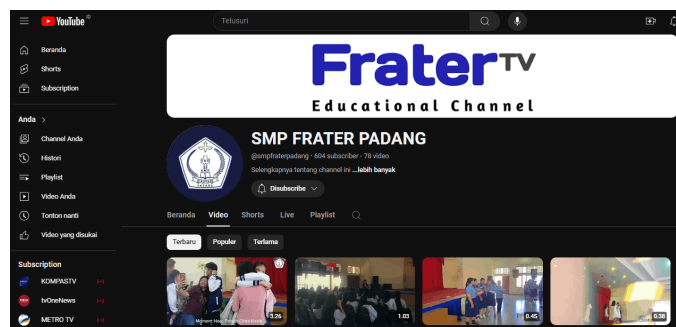 YouTube ID
Telusuri
Beranda
Shorts
Subscription
Anda >
Channel Anda
Histori
Playlist
Video Anda
Tonton nanti
Video yang disukai
Subscription
KOMPASTV
tvOneNews
METRO TV
FraterTV
Educational Channel
SMP FRATER PADANG
@smpfraterpadang · 604 subscriber · 78 video
Selengkapnya tentang channel ini ...lebih banyak
Disubscribe
Beranda Video Shorts Live Playlist
Terbaru Populer Terlama
3.26
1.03
0.45
0.38